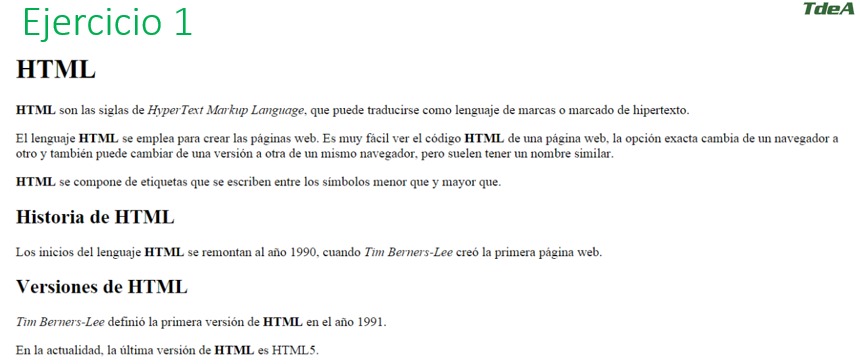 Ejercicio 1
TdeA
HTML
HTML son las siglas de HyperText Markup Language, que puede traducirse como lenguaje de marcas o marcado de hipertexto.
El lenguaje HTML se emplea para crear las páginas web. Es muy fácil ver el código HTML de una página web, la opción exacta cambia de un navegador a
otro y también puede cambiar de una versión a otra de un mismo navegador, pero suelen tener un nombre similar.
HTML se compone de etiquetas que se escriben entre los símbolos menor que y mayor que.
Historia de HTML
Los inicios del lenguaje HTML se remontan al año 1990, cuando Tim Berners-Lee creó la primera página web.
Versiones de HTML
Tim Berners-Lee definió la primera versión de HTML en el año 1991.
En la actualidad, la última versión de HTML es HTML5.